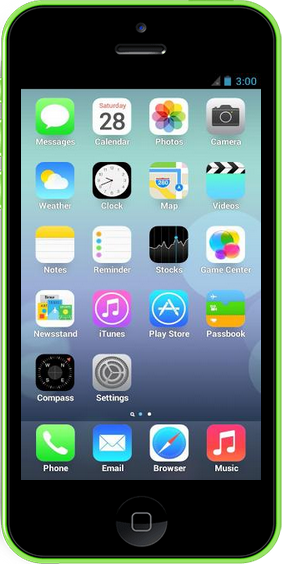 3:00
Saturday
28
Messages Calendar Photos Camera
280
Weather Clock Map Videos
Notes Reminder Stocks Game Center
Newsstand iTunes Play Store Passbook
Compass Settings
Phone Email Browser Music